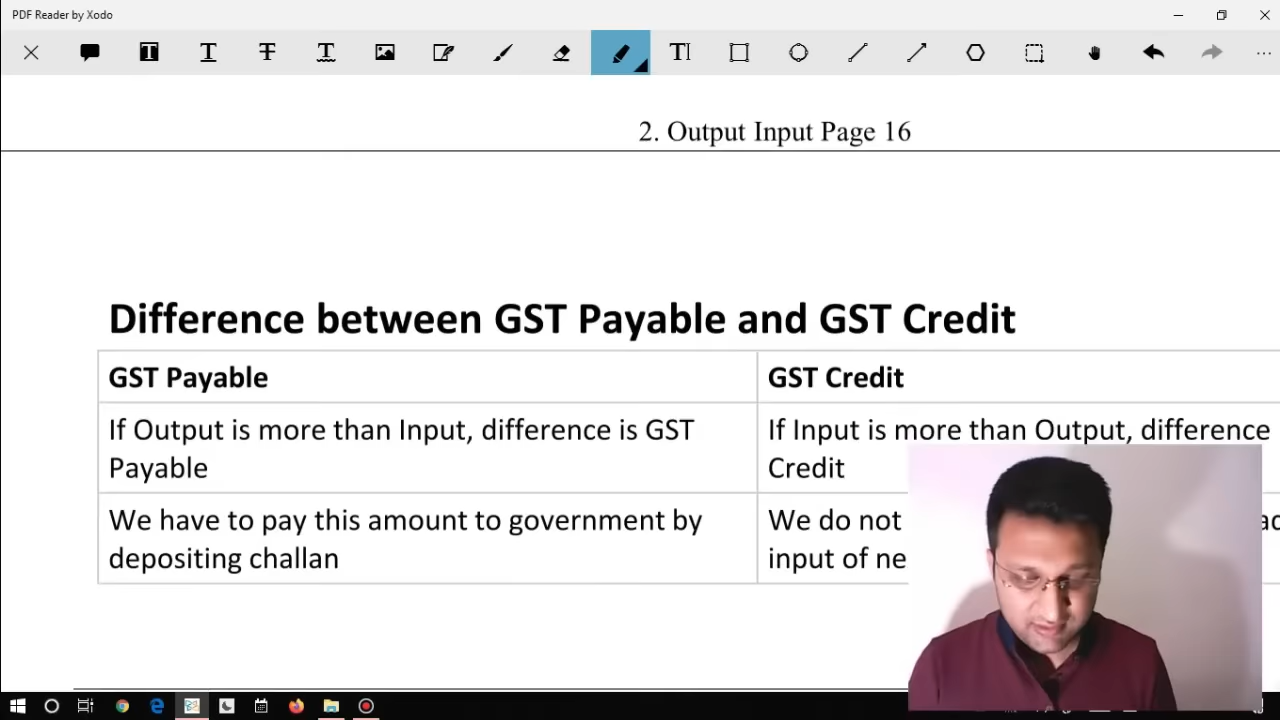 PDF Reader by Xodo
2. Output Input Page 16
Difference between GST Payable and GST Credit
GST Payable
GST Credit
If Output is more than Input, difference is GST
Payable
If Input is more than Output, difference
Credit
We have to pay this amount to government by
depositing challan
We do not
input of